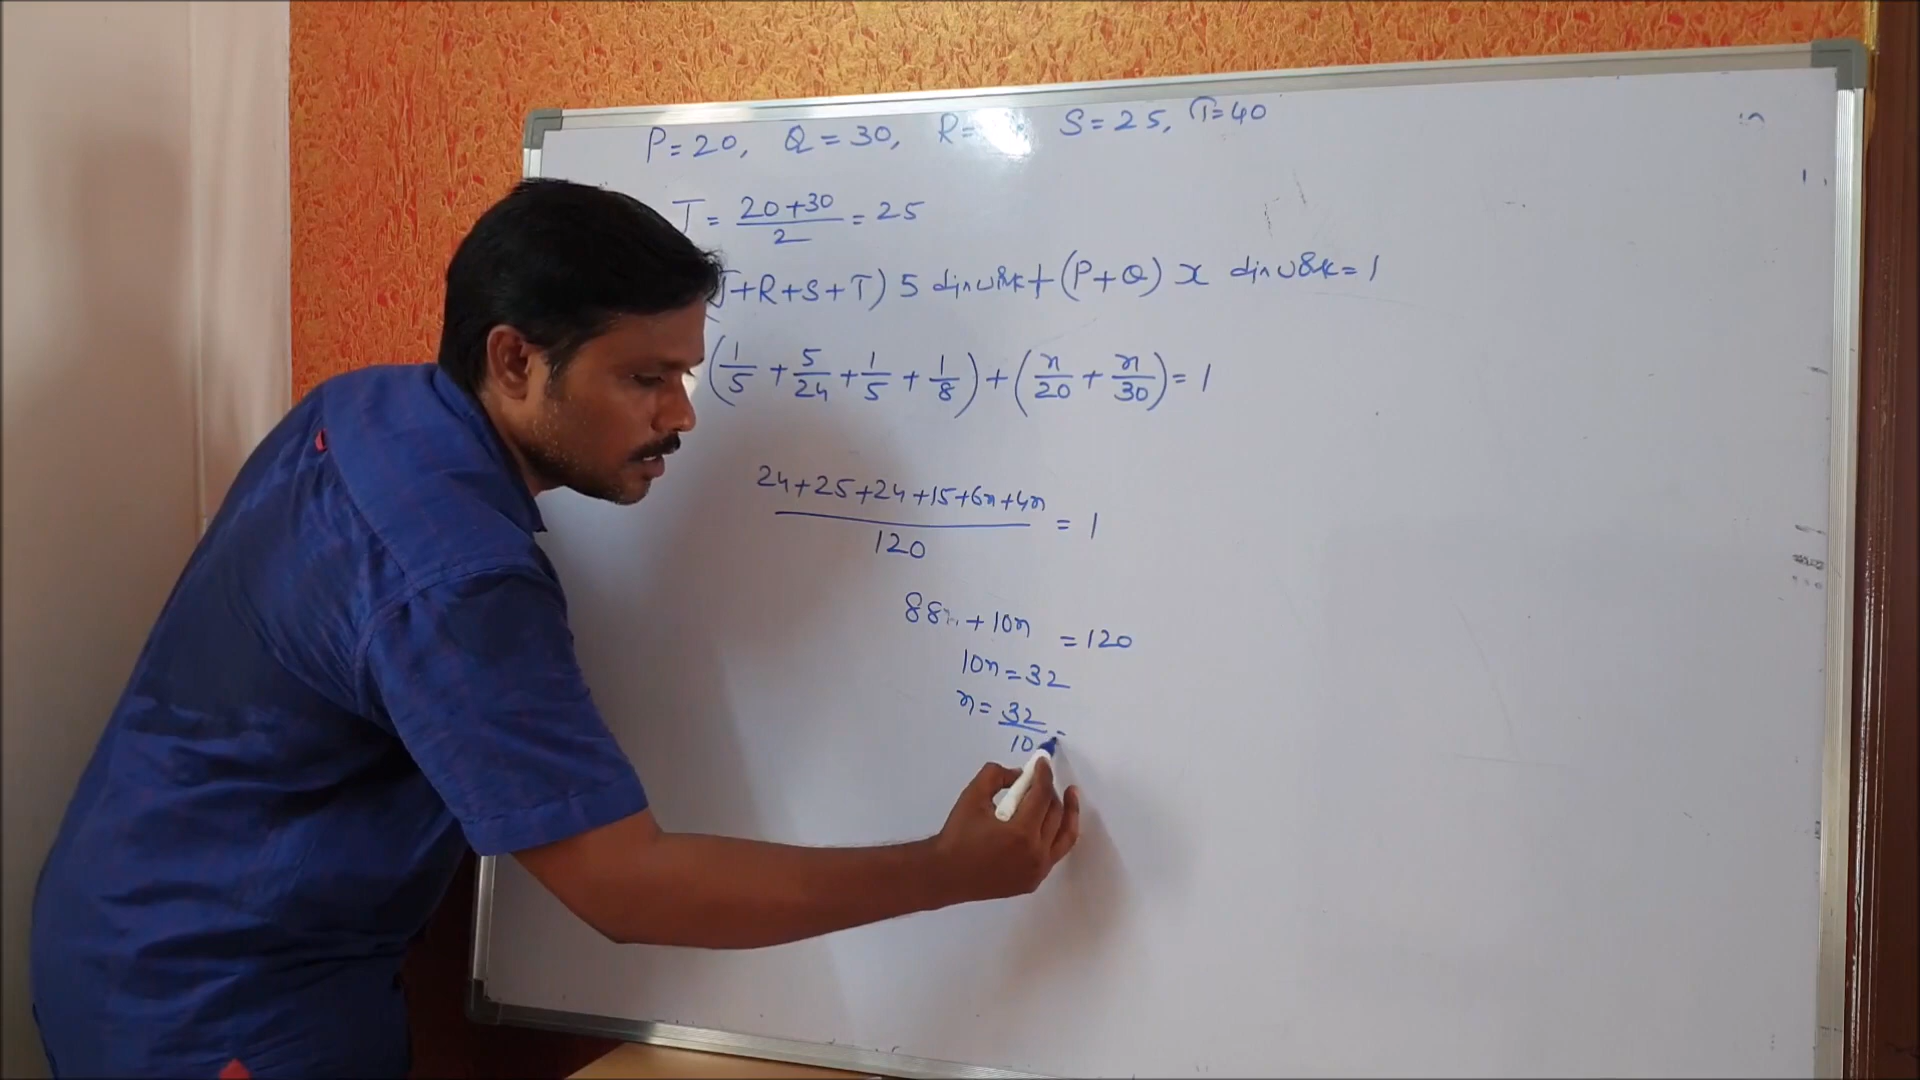 P=20, Q=30, R= S=25, T=40
J= 20+30/2 = 25
J+R+S+T) 5 din work + (P+Q) x din work = 1
(1/5 + 5/24 + 1/5 + 1/8) + (x/20 + x/30) = 1
24+25+24+15+6x+4x/120 = 1
88 + 10x = 120
10x = 32
x = 32/10 =